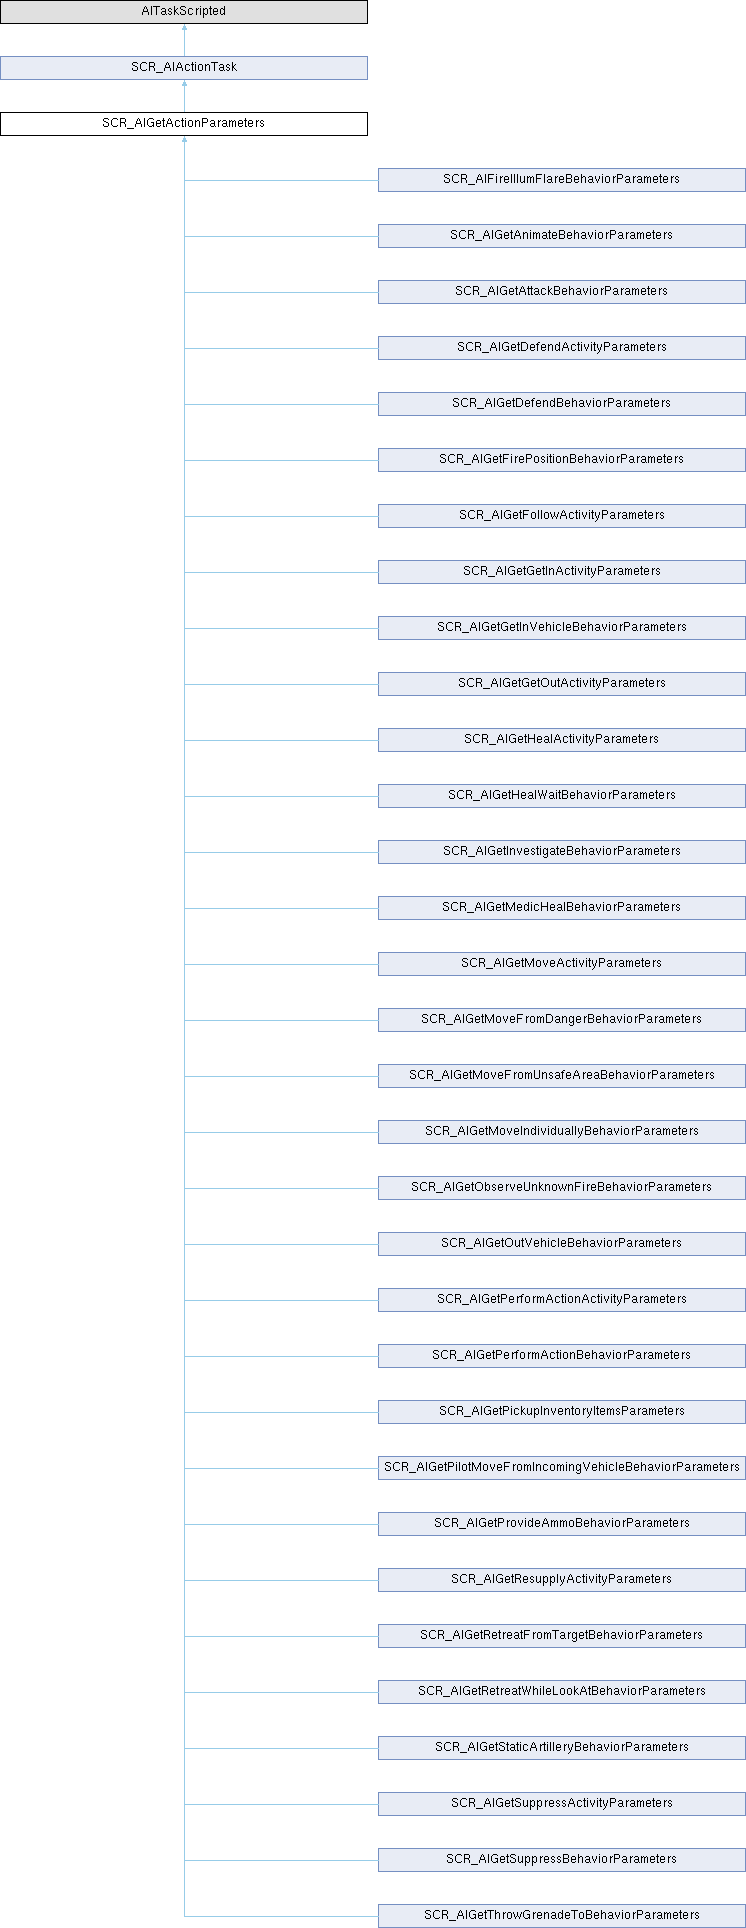 AITaskScripted
SCR_AIActionTask
SCR_AIGetActionParameters
SCR_AIFireIllumFlareBehaviorParameters
SCR_AIGetAnimateBehaviorParameters
SCR_AIGetAttackBehaviorParameters
SCR_AIGetDefendActivityParameters
SCR_AIGetDefendBehaviorParameters
SCR_AIGetFirePositionBehaviorParameters
SCR_AIGetFollowActivityParameters
SCR_AIGetGetInActivityParameters
SCR_AIGetGetInVehicleBehaviorParameters
SCR_AIGetGetOutActivityParameters
SCR_AIGetHealActivityParameters
SCR_AIGetHealWaitBehaviorParameters
SCR_AIGetInvestigateBehaviorParameters
SCR_AIGetMedicHealBehaviorParameters
SCR_AIGetMoveActivityParameters
SCR_AIGetMoveFromDangerBehaviorParameters
SCR_AIGetMoveFromUnsafeAreaBehaviorParameters
SCR_AIGetMoveIndividuallyBehaviorParameters
SCR_AIGetObserveUnknownFireBehaviorParameters
SCR_AIGetOutVehicleBehaviorParameters
SCR_AIGetPerformActionActivityParameters
SCR_AIGetPerformActionBehaviorParameters
SCR_AIGetPickupInventoryItemsParameters
SCR_AIGetPilotMoveFromIncomingVehicleBehaviorParameters
SCR_AIGetProvideAmmoBehaviorParameters
SCR_AIGetResupplyActivityParameters
SCR_AIGetRetreatFromTargetBehaviorParameters
SCR_AIGetRetreatWhileLookAtBehaviorParameters
SCR_AIGetStaticArtilleryBehaviorParameters
SCR_AIGetSuppressActivityParameters
SCR_AIGetSuppressBehaviorParameters
SCR_AIGetThrowGrenadeToBehaviorParameters